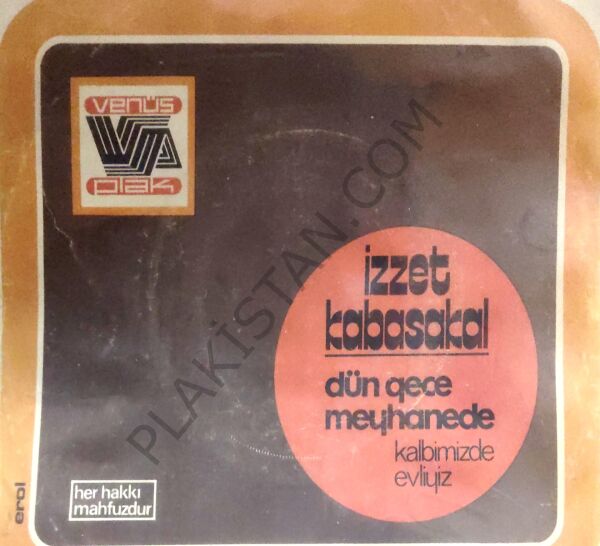 venüs
plak
izzet
kabasakal
dün gece
meyhanede
kalbimizde
evliyiz
her hakkı
mahfuzdur
erol
PLAKİSTAN.COM